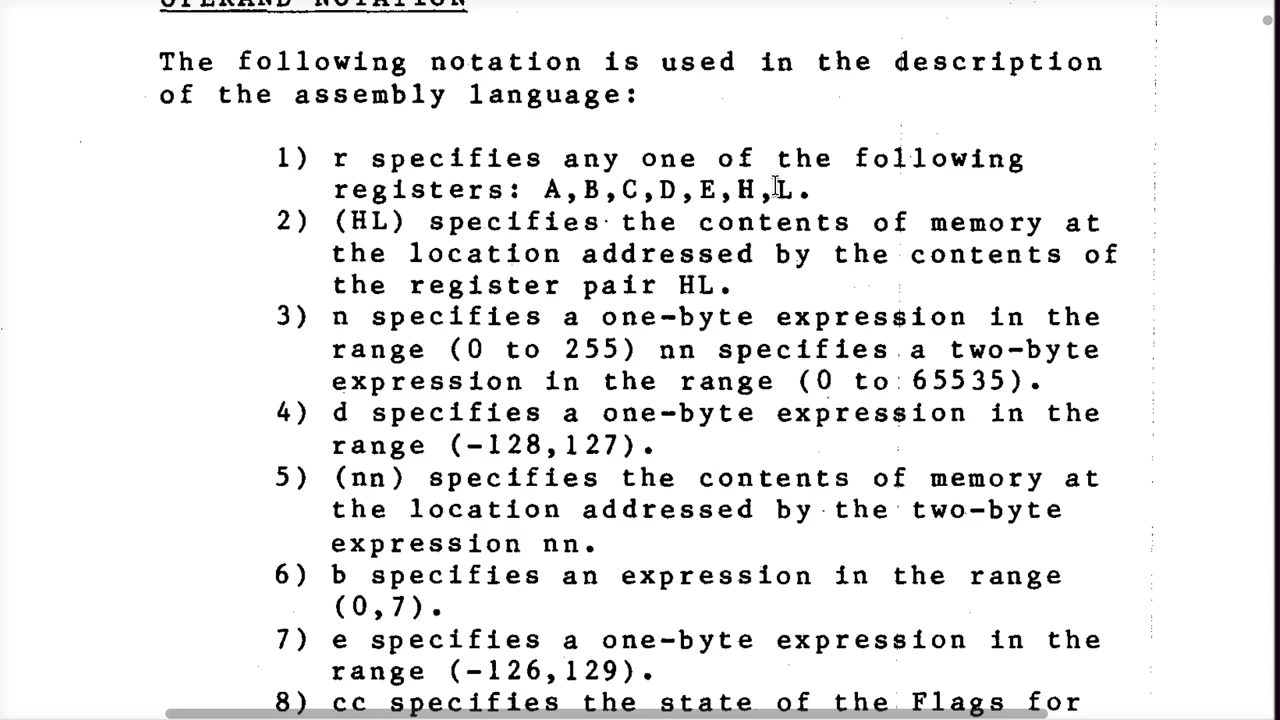 OPERAND NOTATION
The following notation is used in the description
of the assembly language:
1) r specifies any one of the following
registers: A,B,C,D,E,H,L.
2) (HL) specifies the contents of memory at
the location addressed by the contents of
the register pair HL.
3) n specifies a one-byte expression in the
range (0 to 255) nn specifies a two-byte
expression in the range (0 to 65535).
4) d specifies a one-byte expression in the
range (-128,127).
5) (nn) specifies the contents of memory at
the location addressed by the two-byte
expression nn.
6) b specifies an expression in the range
(0,7).
7) e specifies a one-byte expression in the
range (-126,129).
8) cc specifies the state of the Flags for